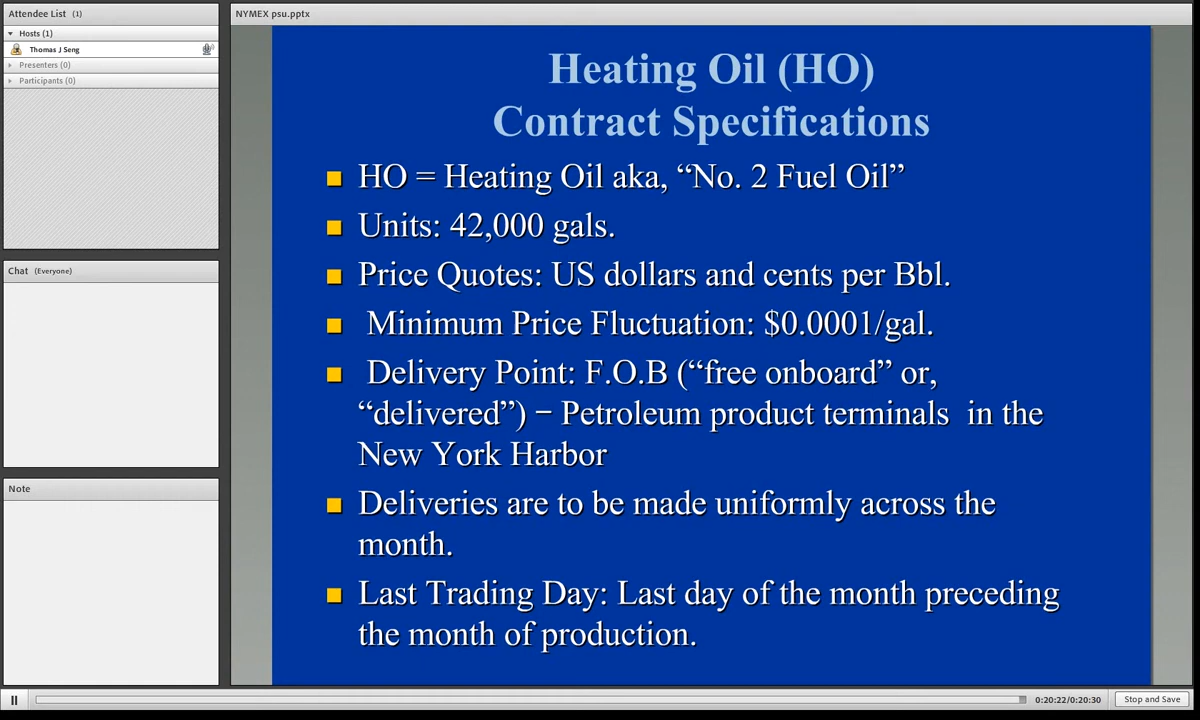 Attendee List (1)
Hosts (1)
Thomas J Seng
Presenters (0)
Participants (0)
Chat (Everyone)
Note
NYMEX psu.pptx
Heating Oil (HO)
Contract Specifications
HO = Heating Oil aka, “No. 2 Fuel Oil”
Units: 42,000 gals.
Price Quotes: US dollars and cents per Bbl.
Minimum Price Fluctuation: $0.0001/gal.
Delivery Point: F.O.B (“free onboard” or,
“delivered”) – Petroleum product terminals in the
New York Harbor
Deliveries are to be made uniformly across the
month.
Last Trading Day: Last day of the month preceding
the month of production.
0:20:22/0:20:30
Stop and Save